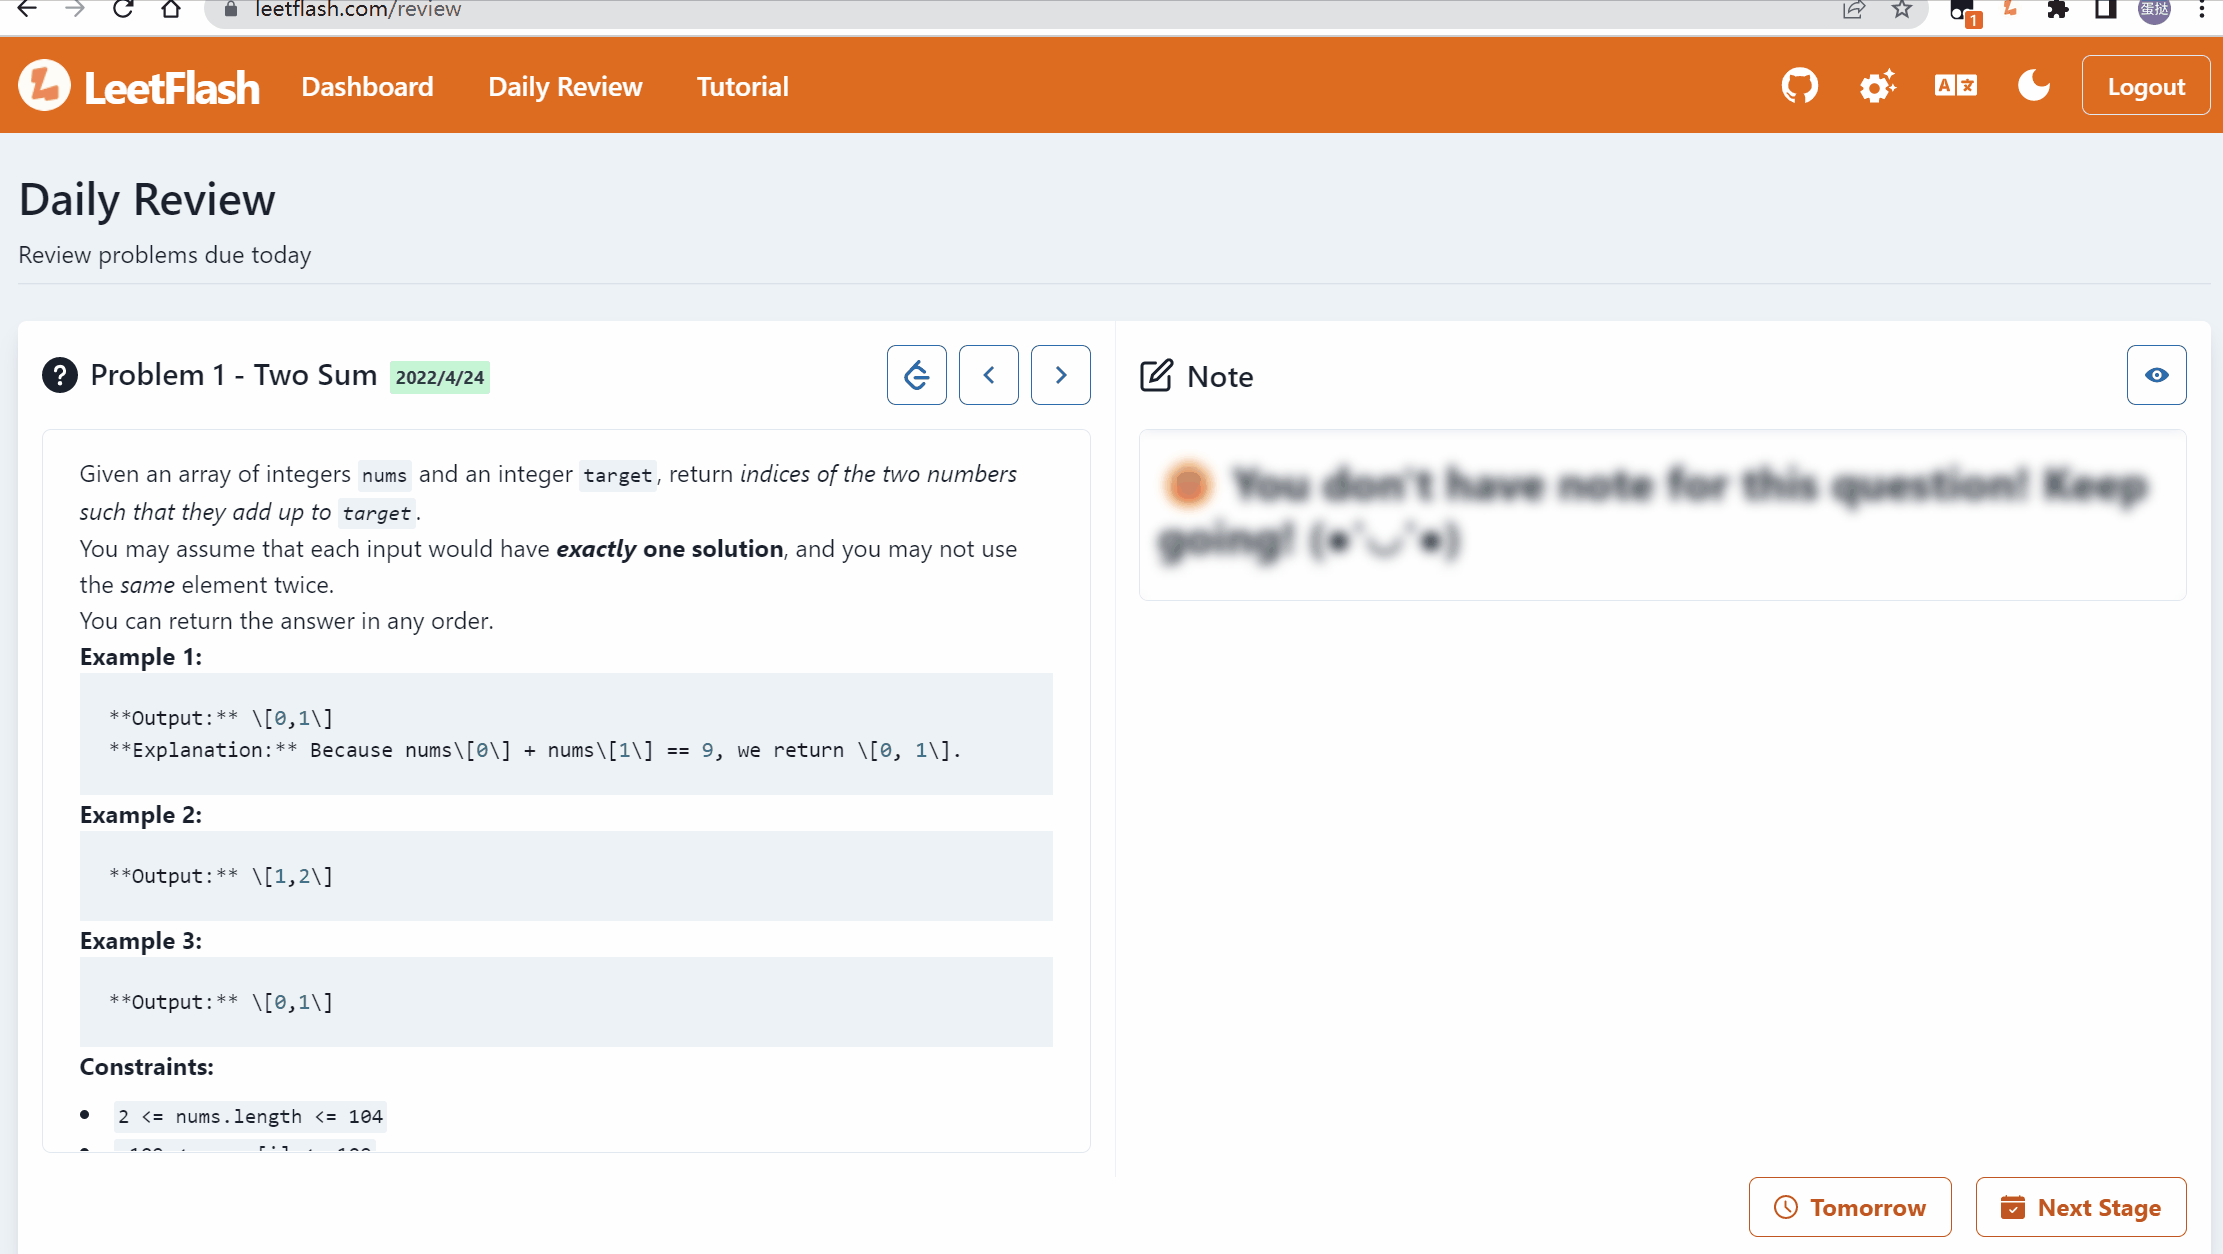 leetflash.com/review
1
蛋挞
LeetFlash Dashboard Daily Review Tutorial
A 文
Logout
Daily Review
Review problems due today
? Problem 1 - Two Sum 2022/4/24
Given an array of integers nums and an integer target, return indices of the two numbers
such that they add up to target.
You may assume that each input would have exactly one solution, and you may not use
the same element twice.
You can return the answer in any order.
Example 1:
**Output:** \[0,1\]
**Explanation:** Because nums\[0\] + nums\[1\] == 9, we return \[0, 1\].
Example 2:
**Output:** \[1,2\]
Example 3:
**Output:** \[0,1\]
Constraints:
2 <= nums.length <= 104
Note
You don't have note for this question! Keep
going! (●'◡'●)
Tomorrow
Next Stage